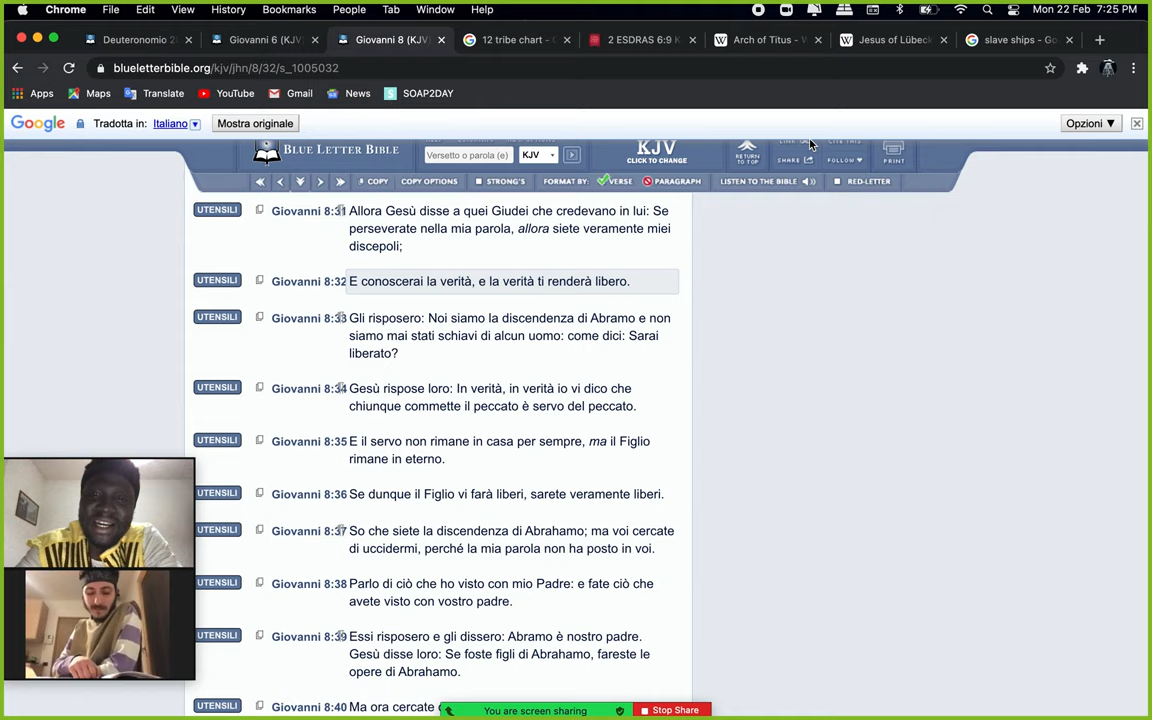 Chrome File Edit View History Bookmarks People Tab Window Help Mon 22 Feb 7:25 PM
Deuteronomio 2 Giovanni 6 (KJV) Giovanni 8 (KJV) 12 tribe chart - G 2 ESDRAS 6:9 K Arch of Titus - W Jesus of Lübeck slave ships - Go
blueletterbible.org/kjv/jhn/8/32/s_1005032
Apps Maps Translate YouTube Gmail News SOAP2DAY
Google Tradotta in: Italiano Mostra originale Opzioni ▼
BLUE LETTER BIBLE Versetto o parola (e) KJV KJV CLICK TO CHANGE RETURN TO TOP SHARE FOLLOW PRINT
COPY COPY OPTIONS STRONG'S FORMAT BY: VERSE PARAGRAPH LISTEN TO THE BIBLE RED-LETTER
UTENSILI Giovanni 8:31 Allora Gesù disse a quei Giudei che credevano in lui: Se
perseverate nella mia parola, allora siete veramente miei
discepoli;
UTENSILI Giovanni 8:32 E conoscerai la verità, e la verità ti renderà libero.
UTENSILI Giovanni 8:33 Gli risposero: Noi siamo la discendenza di Abramo e non
siamo mai stati schiavi di alcun uomo: come dici: Sarai
liberato?
UTENSILI Giovanni 8:34 Gesù rispose loro: In verità, in verità io vi dico che
chiunque commette il peccato è servo del peccato.
UTENSILI Giovanni 8:35 E il servo non rimane in casa per sempre, ma il Figlio
rimane in eterno.
UTENSILI Giovanni 8:36 Se dunque il Figlio vi farà liberi, sarete veramente liberi.
UTENSILI Giovanni 8:37 So che siete la discendenza di Abrahamo; ma voi cercate
di uccidermi, perché la mia parola non ha posto in voi.
UTENSILI Giovanni 8:38 Parlo di ciò che ho visto con mio Padre: e fate ciò che
avete visto con vostro padre.
UTENSILI Giovanni 8:39 Essi risposero e gli dissero: Abramo è nostro padre.
Gesù disse loro: Se foste figli di Abrahamo, fareste le
opere di Abrahamo.
UTENSILI Giovanni 8:40 Ma ora cercate
You are screen sharing Stop Share